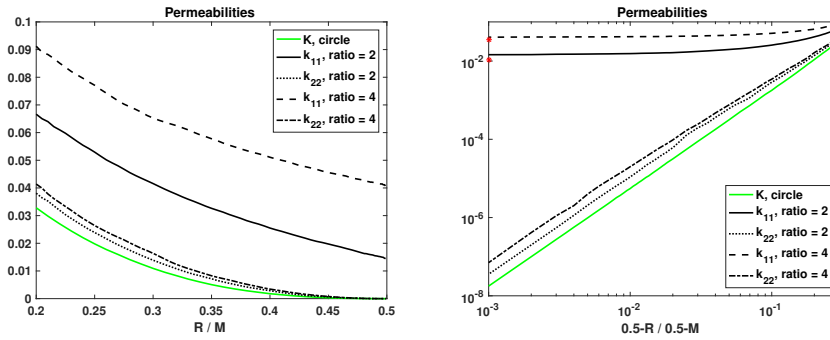 Permeabilities
0.1
0.09
0.08
0.07
0.06
0.05
0.04
0.03
0.02
0.01
0
0.2
0.25
0.3
0.35
0.4
0.45
0.5
R / M
K, circle
k11, ratio = 2
k22, ratio = 2
k11, ratio = 4
k22, ratio = 4
Permeabilities
10-2
10-4
10-6
10-8
10-3
10-2
10-1
0.5-R / 0.5-M
K, circle
k11, ratio = 2
k22, ratio = 2
k11, ratio = 4
k22, ratio = 4